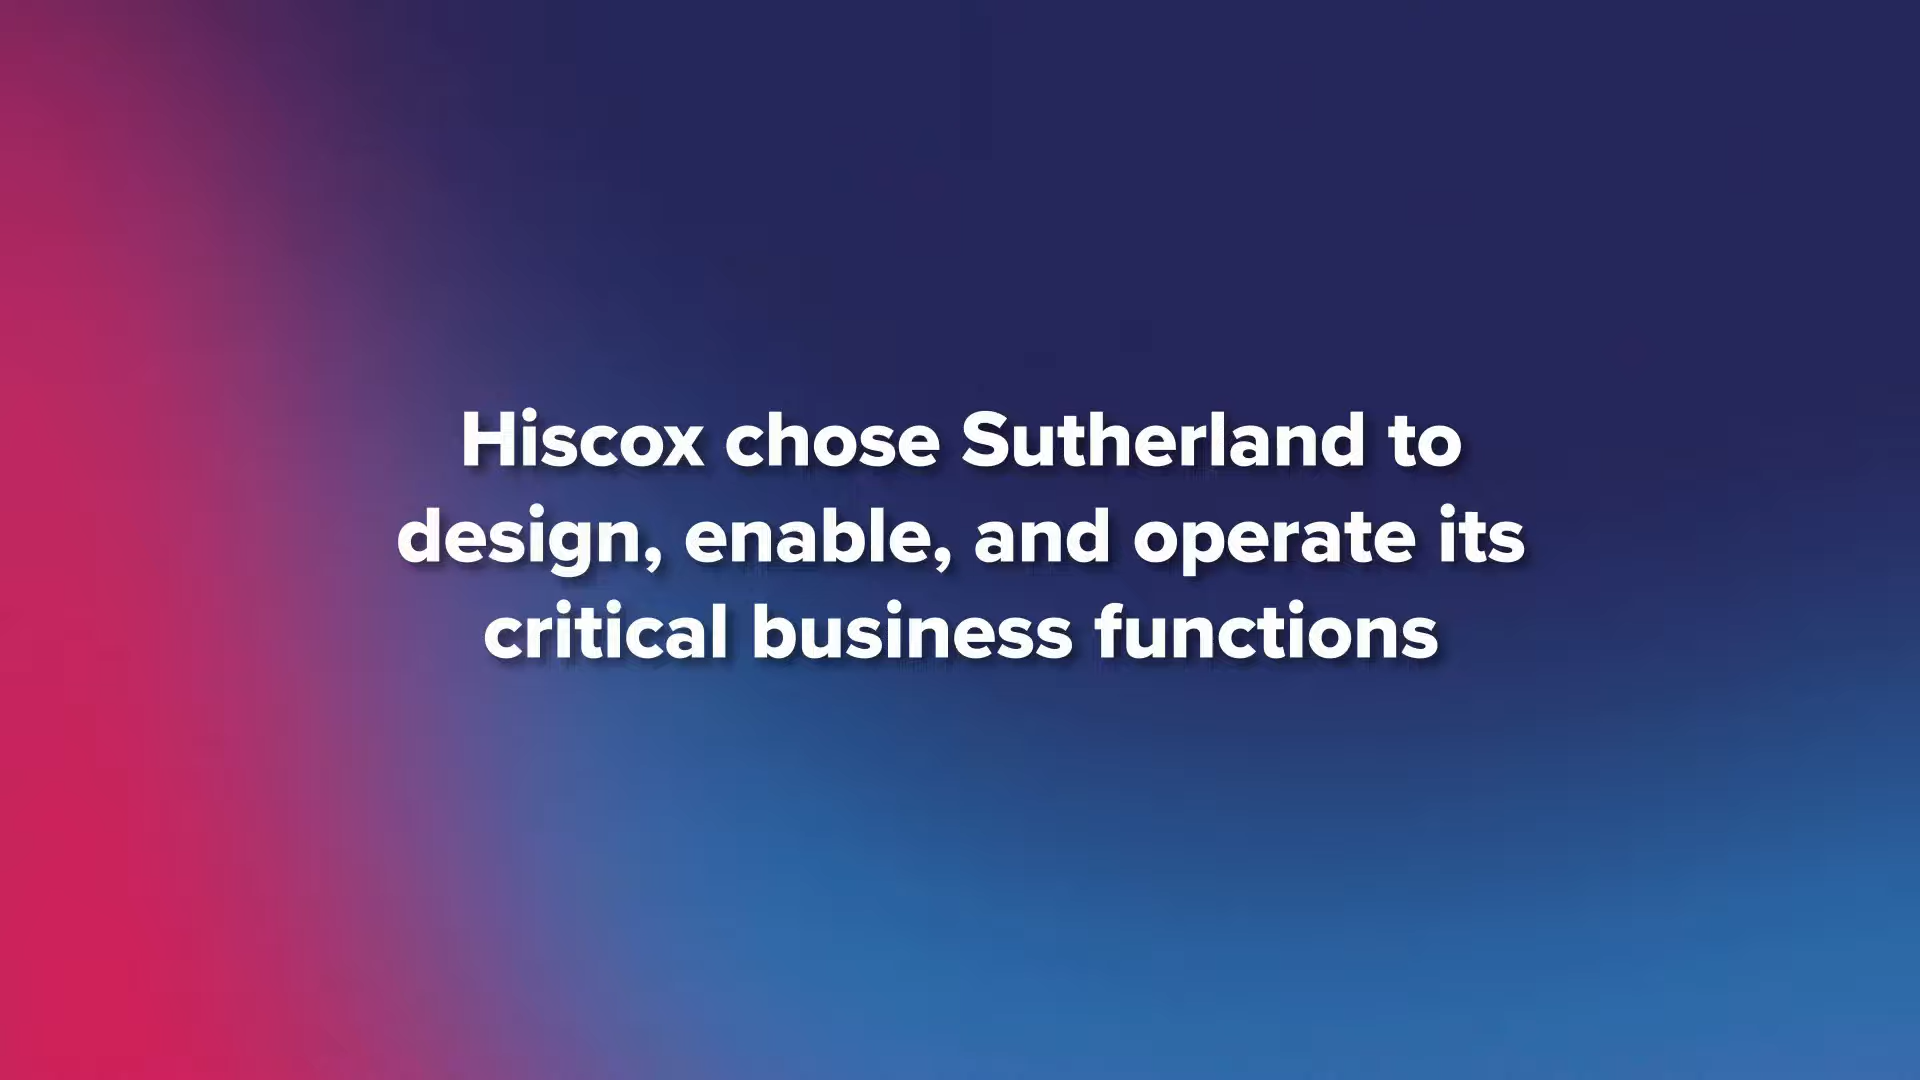 Hiscox chose Sutherland to
design, enable, and operate its
critical business functions